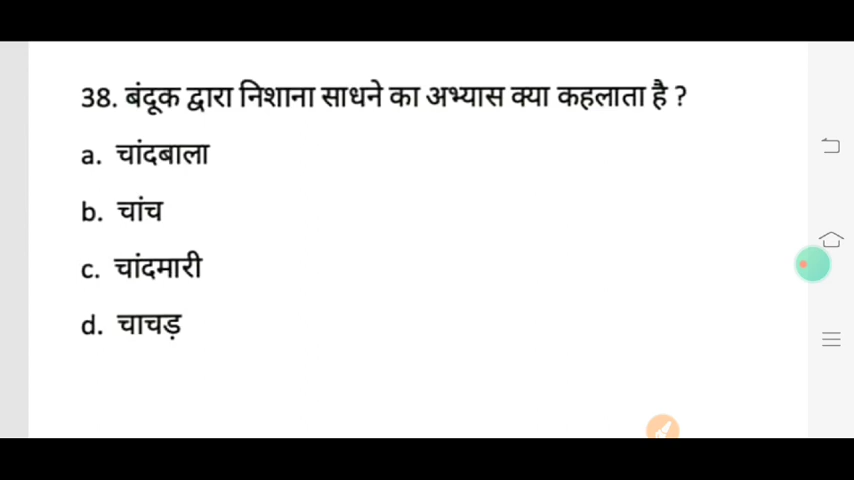 38. बंदूक द्वारा निशाना साधने का अभ्यास क्या कहलाता है ?
a. चांदबाला
b. चांच
c. चांदमारी
d. चाचड़